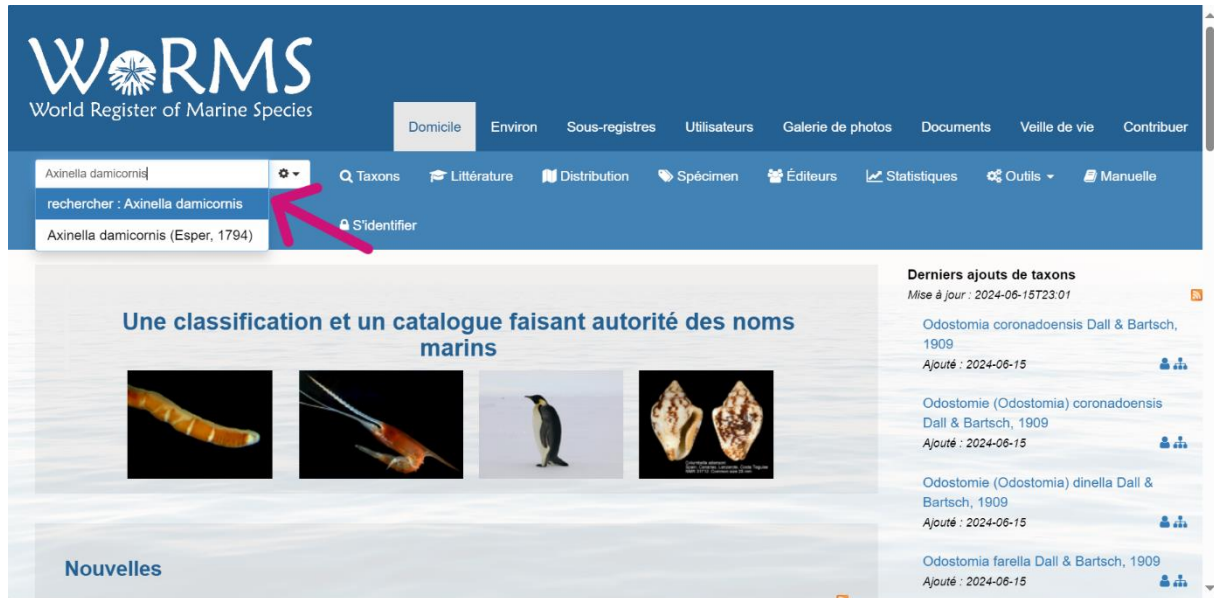 WoRMS
World Register of Marine Species
Domicile Environ Sous-registres Utilisateurs Galerie de photos Documents Veille de vie Contribuer
Axinella damicornis
Taxons Littérature Distribution Spécimen Éditeurs Statistiques Outils Manuelle
rechercher : Axinella damicornis
S'identifier
Axinella damicornis (Esper, 1794)
Une classification et un catalogue faisant autorité des noms
marins
Nouvelles
Derniers ajouts de taxons
Mise à jour : 2024-06-15T23:01
Odostomia coronadoensis Dall & Bartsch,
1909
Ajouté : 2024-06-15
Odostomie (Odostomia) coronadoensis
Dall & Bartsch, 1909
Ajouté : 2024-06-15
Odostomie (Odostomia) dinella Dall &
Bartsch, 1909
Ajouté : 2024-06-15
Odostomia farella Dall & Bartsch, 1909
Ajouté : 2024-06-15